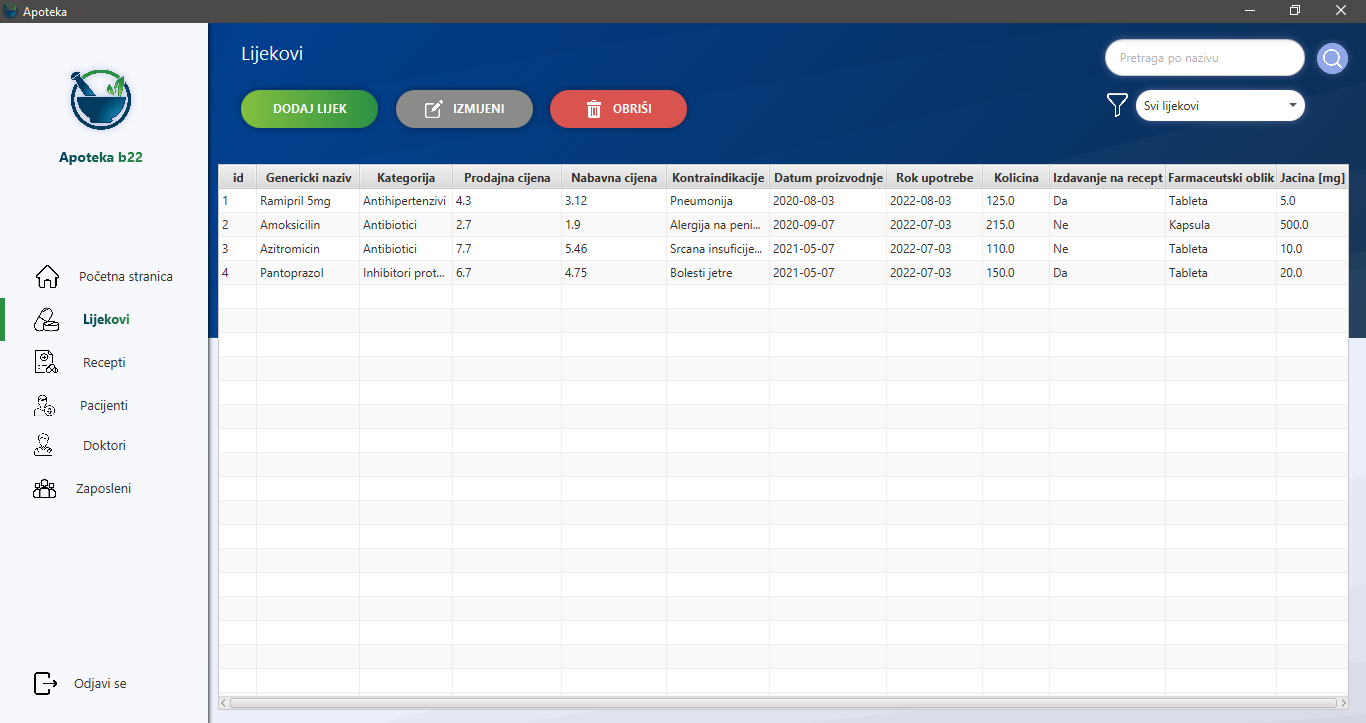 Apoteka
Apoteka b22
Početna stranica
Lijekovi
Recepti
Pacijenti
Doktori
Zaposleni
Odjavi se
Lijekovi
DODAJ LIJEK IZMIJENI OBRIŠI
Pretraga po nazivu
Svi lijekovi
id Genericki naziv Kategorija Prodajna cijena Nabavna cijena Kontraindikacije Datum proizvodnje Rok upotrebe Kolicina Izdavanje na recept Farmaceutski oblik Jacina [mg]
1 Ramipril 5mg Antihipertenzivi 4.3 3.12 Pneumonija 2020-08-03 2022-08-03 125.0 Da Tableta 5.0
2 Amoksicilin Antibiotici 2.7 1.9 Alergija na peni... 2020-09-07 2022-07-03 215.0 Ne Kapsula 500.0
3 Azitromicin Antibiotici 7.7 5.46 Srcana insuficije... 2021-05-07 2022-07-03 110.0 Ne Tableta 10.0
4 Pantoprazol Inhibitori prot... 6.7 4.75 Bolesti jetre 2021-05-07 2022-07-03 150.0 Da Tableta 20.0